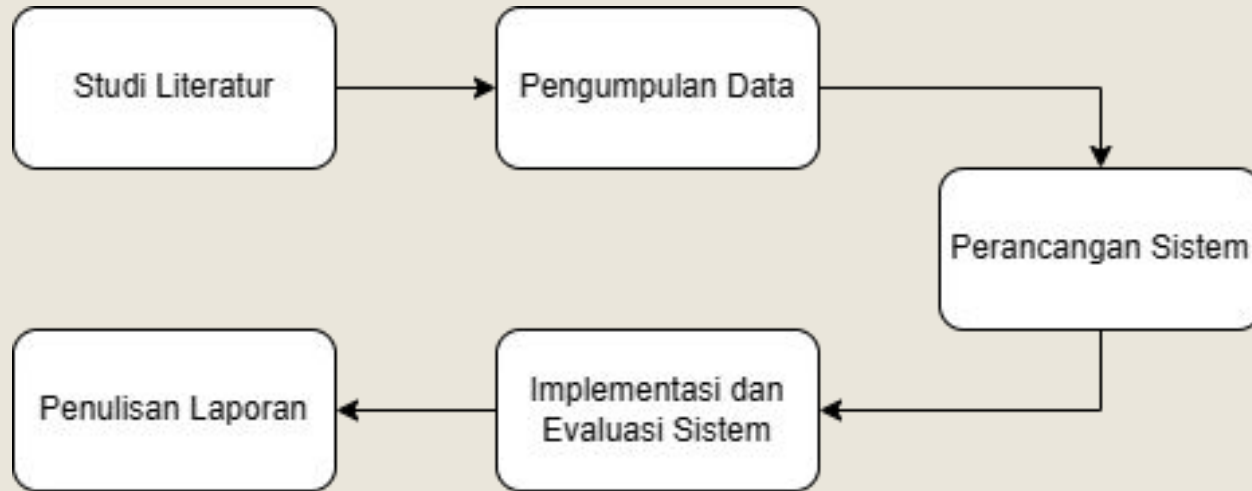 Studi Literatur
Pengumpulan Data
Perancangan Sistem
Implementasi dan
Evaluasi Sistem
Penulisan Laporan